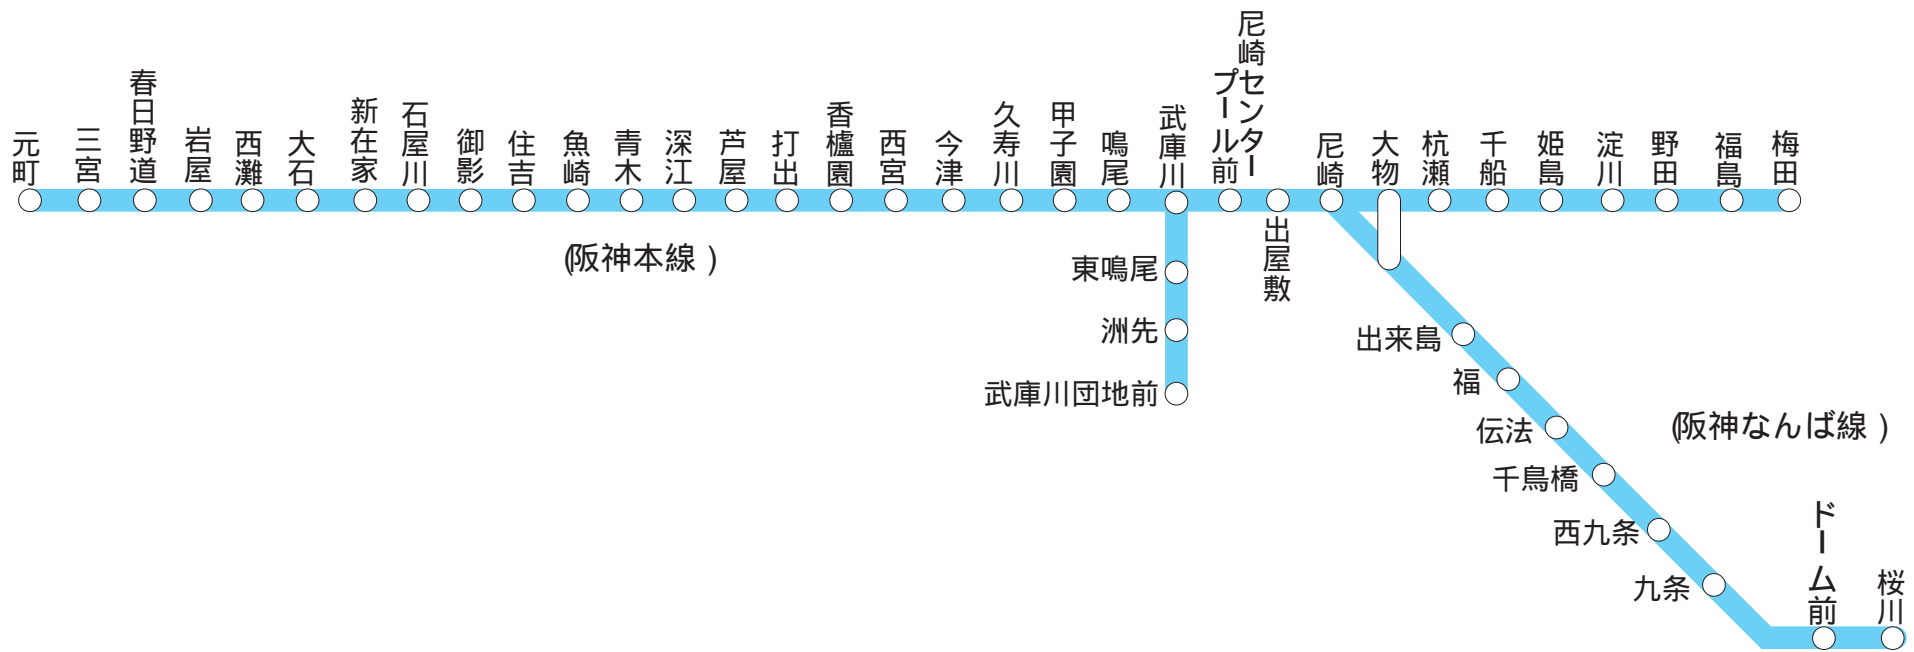 元町
三宮
春日野道
岩屋
西灘
大石
新在家
石屋川
御影
住吉
魚崎
青木
深江
芦屋
打出
香櫨園
西宮
今津
久寿川
甲子園
鳴尾
武庫川
尼崎センター
プール前
出屋敷
尼崎
大物
杭瀬
千船
姫島
淀川
野田
福島
梅田
(阪神本線)
東鳴尾
洲先
武庫川団地前
出来島
福
伝法
千鳥橋
西九条
九条
ドーム前
桜川
(阪神なんば線)